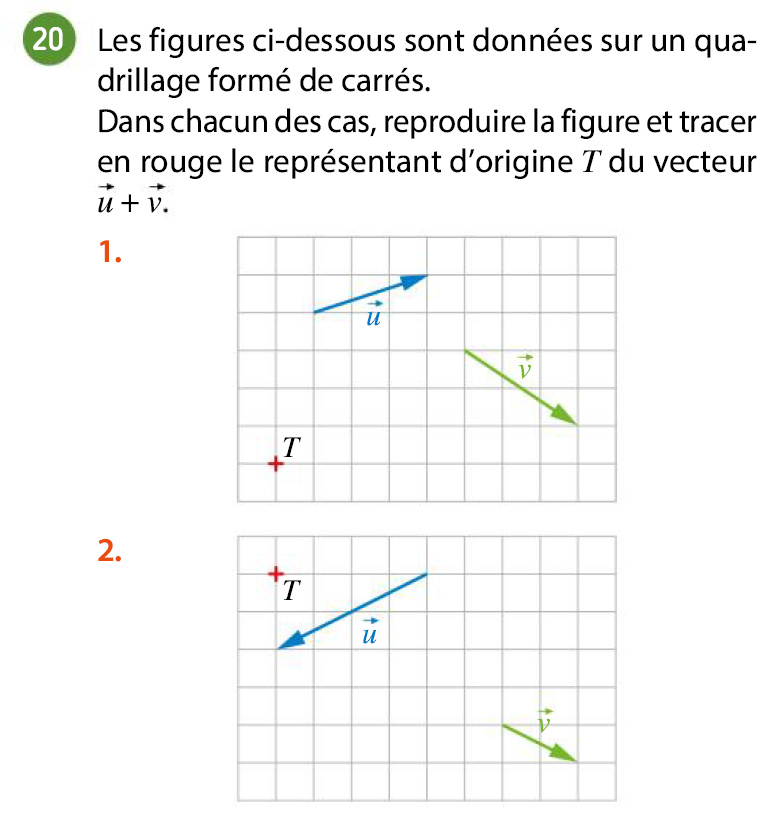 20 Les figures ci-dessous sont données sur un qua-
drillage formé de carrés.
Dans chacun des cas, reproduire la figure et tracer
en rouge le représentant d’origine T du vecteur
u⃗ + v⃗.
1.
u⃗
v⃗
T
2.
T
u⃗
v⃗